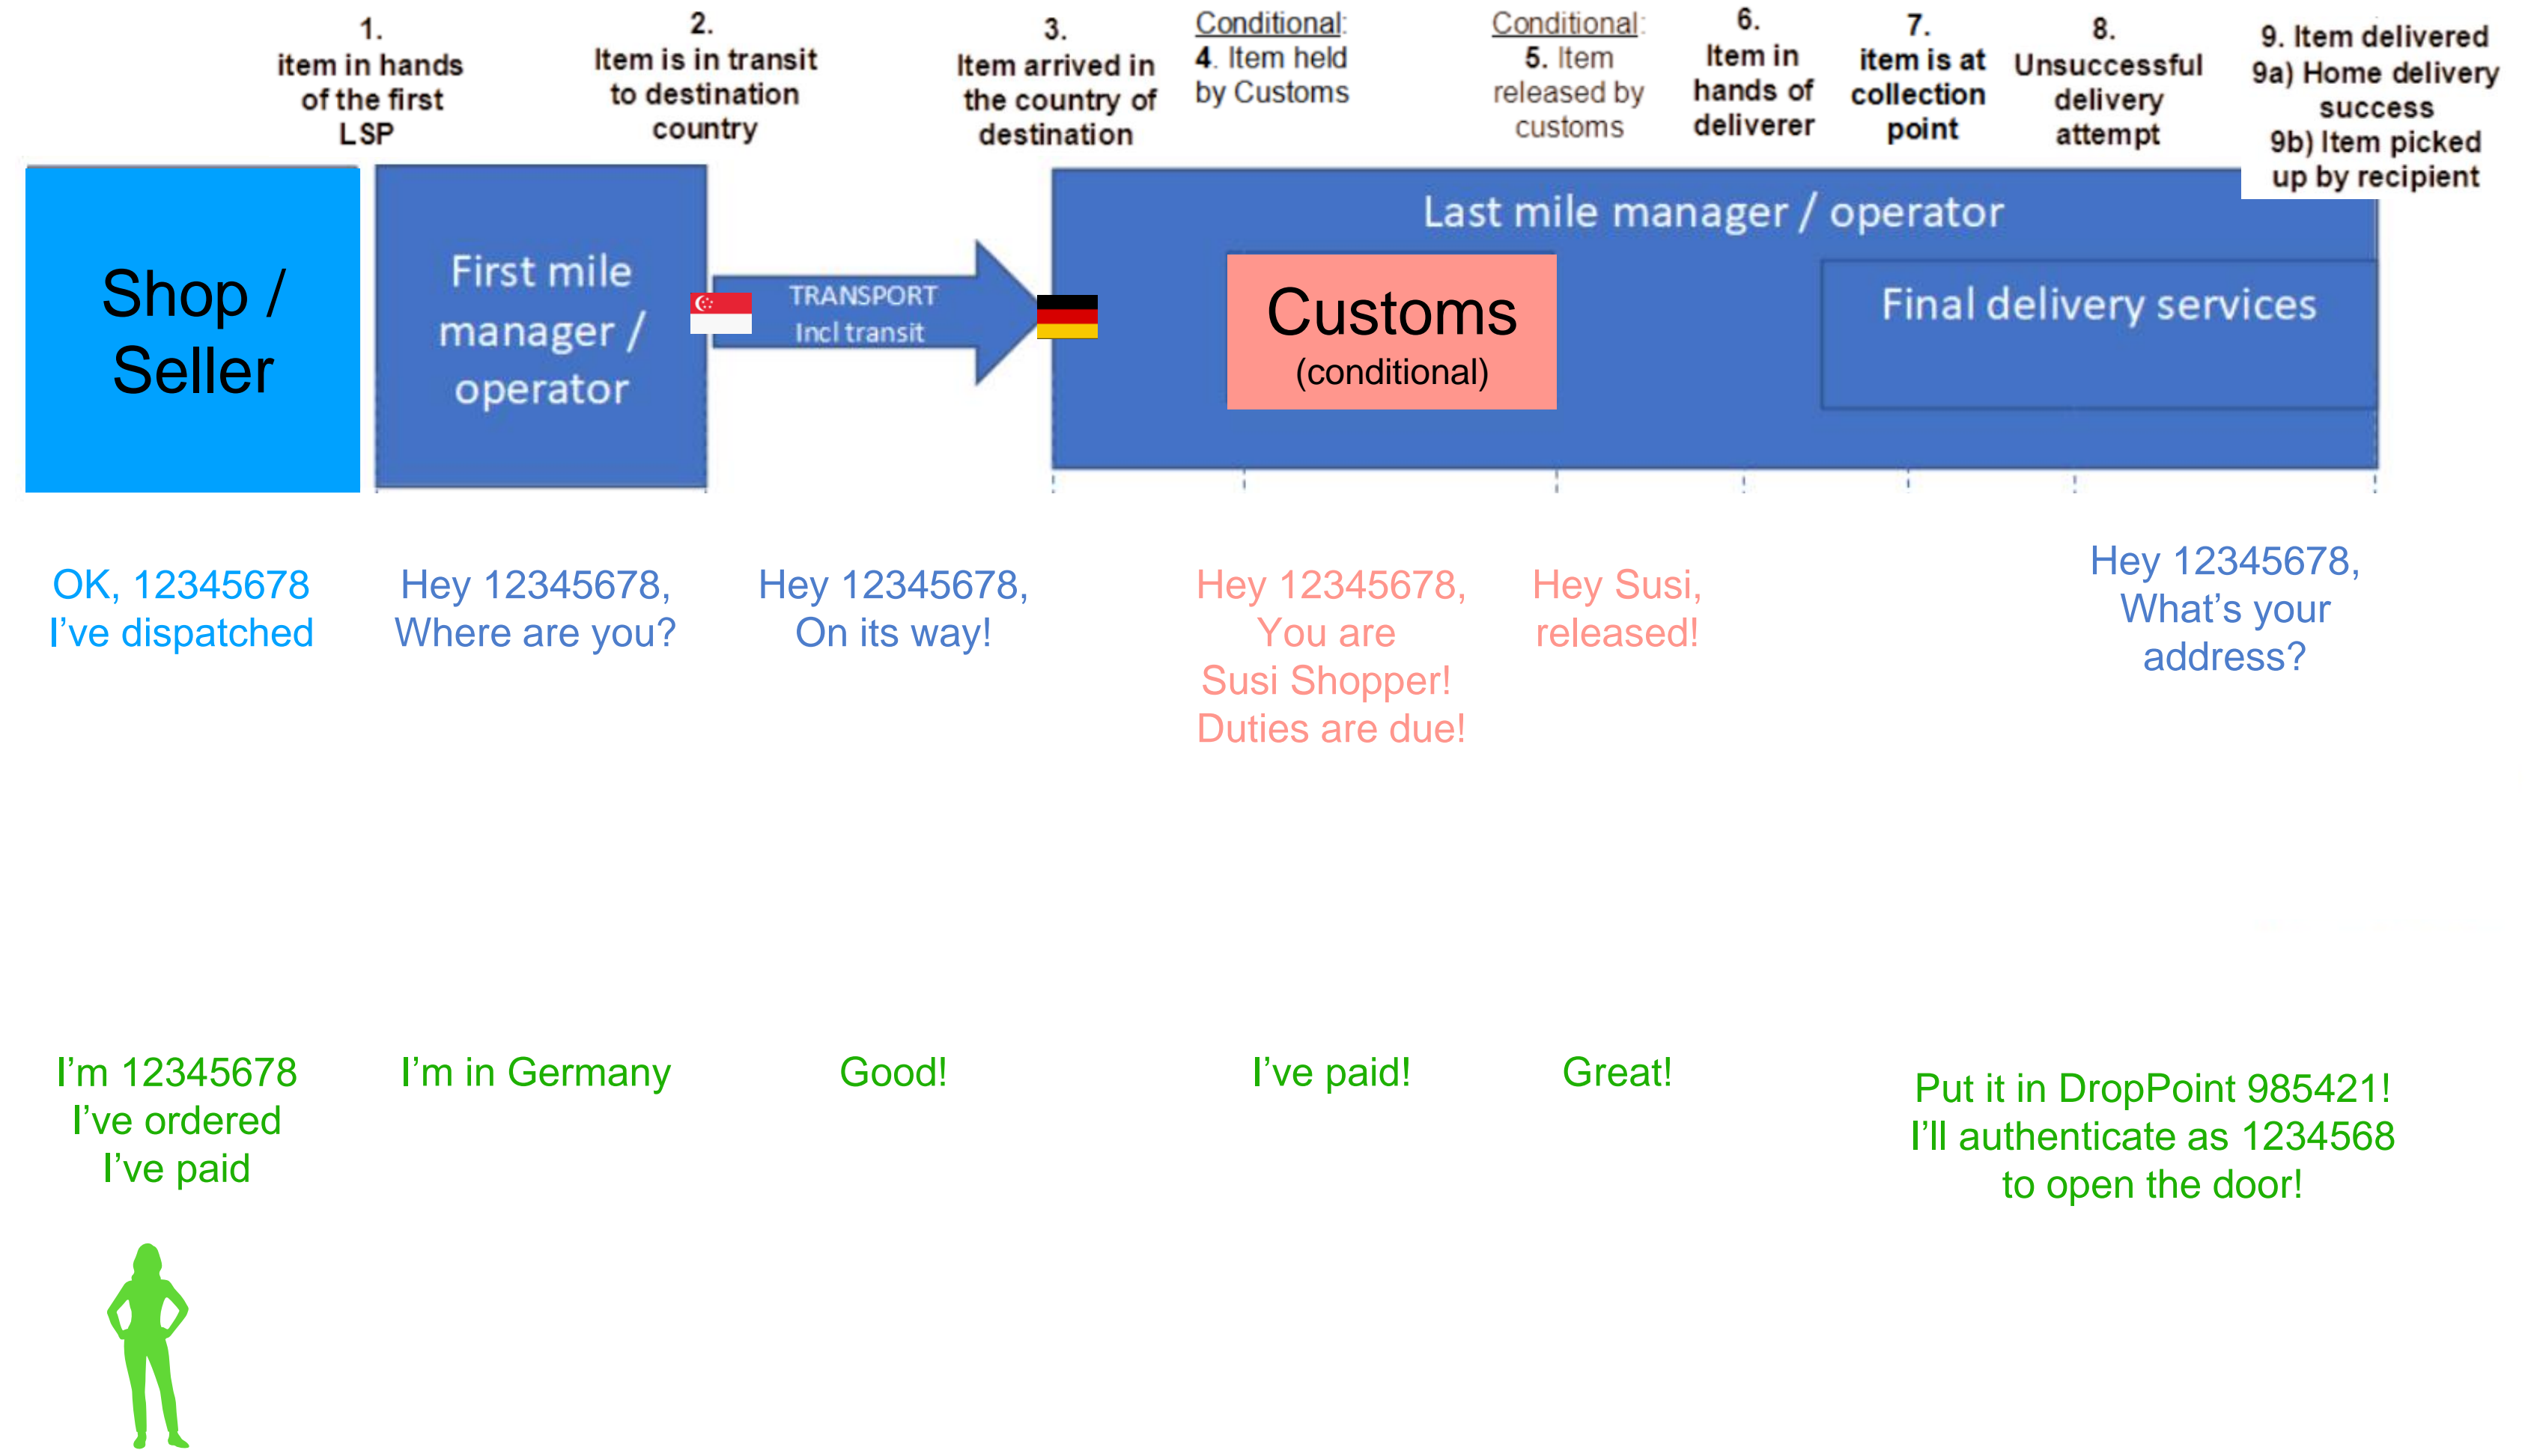 1.
item in hands
of the first
LSP
2.
Item is in transit
to destination
country
3.
Item arrived in
the country of
destination
Conditional:
4. Item held
by Customs
Conditional:
5. Item
released by
customs
6.
Item in
hands of
deliverer
7.
item is at
collection
point
8.
Unsuccessful
delivery
attempt
9. Item delivered
9a) Home delivery
success
9b) Item picked
up by recipient
Shop /
Seller
First mile
manager /
operator
TRANSPORT
Incl transit
Last mile manager / operator
Customs
(conditional)
Final delivery services
OK, 12345678
I've dispatched
Hey 12345678,
Where are you?
Hey 12345678,
On its way!
Hey 12345678,
You are
Susi Shopper!
Duties are due!
Hey Susi,
released!
Hey 12345678,
What's your
address?
I'm 12345678
I've ordered
I've paid
I'm in Germany
Good!
I've paid!
Great!
Put it in DropPoint 985421!
I'll authenticate as 1234568
to open the door!